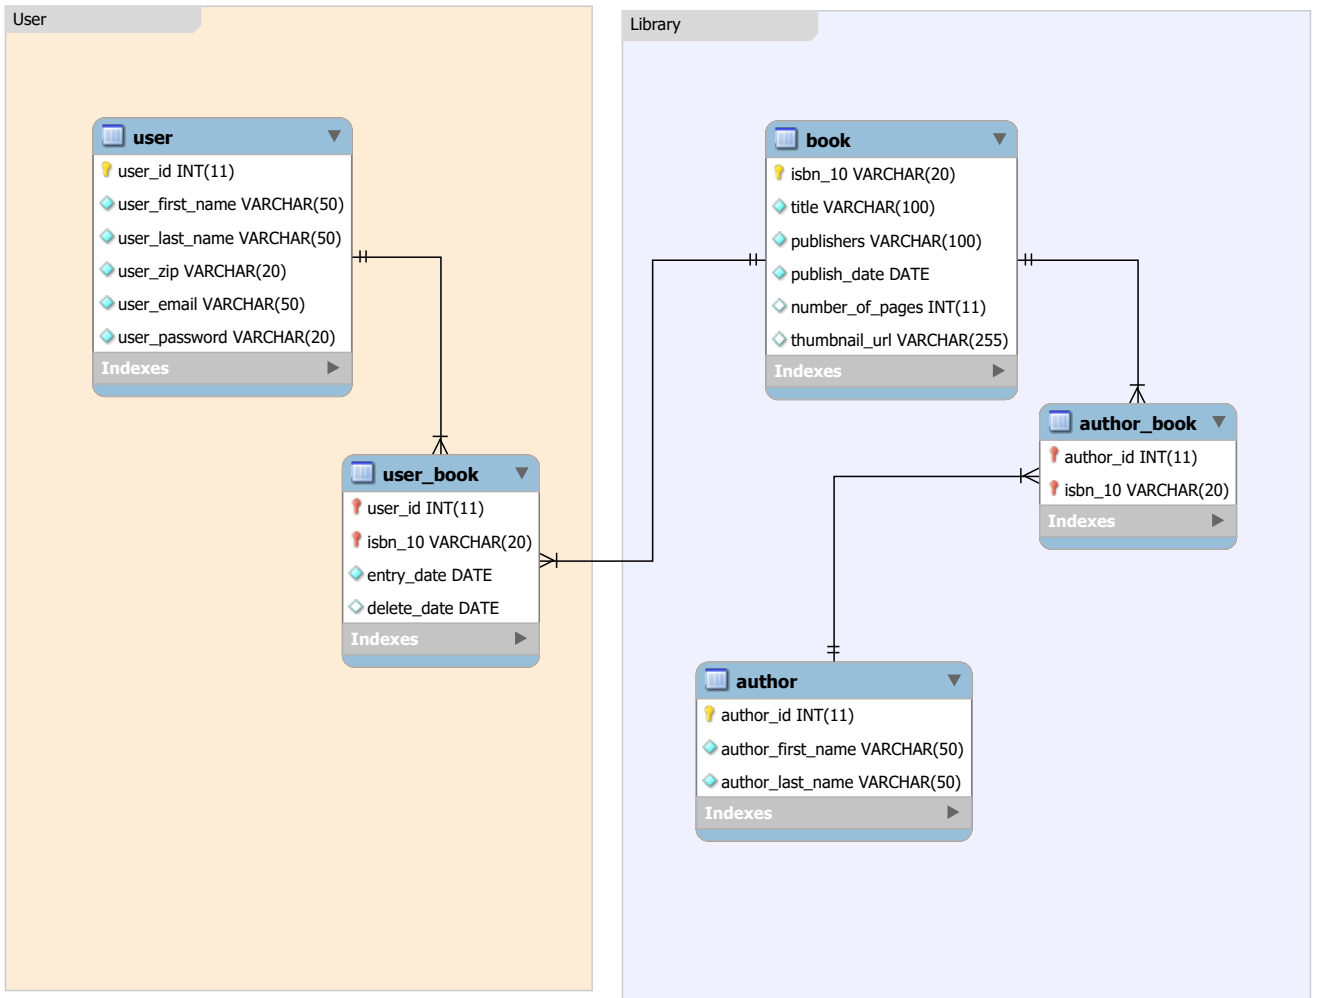 User
user
user_id INT(11)
user_first_name VARCHAR(50)
user_last_name VARCHAR(50)
user_zip VARCHAR(20)
user_email VARCHAR(50)
user_password VARCHAR(20)
Indexes
user_book
user_id INT(11)
isbn_10 VARCHAR(20)
entry_date DATE
delete_date DATE
Indexes
Library
book
isbn_10 VARCHAR(20)
title VARCHAR(100)
publishers VARCHAR(100)
publish_date DATE
number_of_pages INT(11)
thumbnail_url VARCHAR(255)
Indexes
author_book
author_id INT(11)
isbn_10 VARCHAR(20)
Indexes
author
author_id INT(11)
author_first_name VARCHAR(50)
author_last_name VARCHAR(50)
Indexes